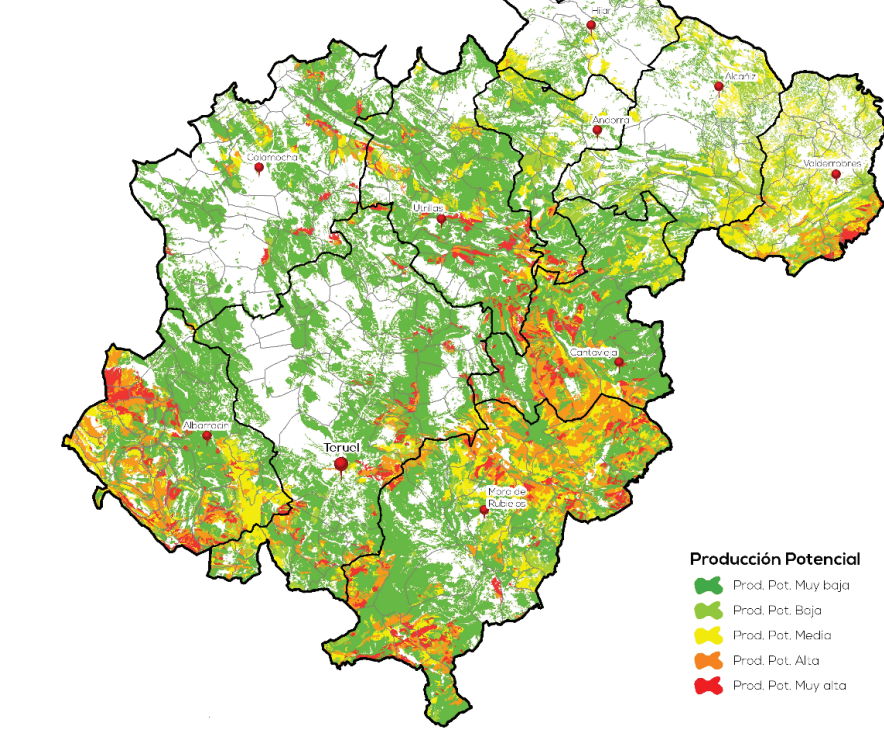 Híjar
Alcañiz
Andorra
Calamocha
Valderrobres
Utrillas
Cantavieja
Albarracín
Teruel
Mora de
Rubielos
Producción Potencial
Prod. Pot. Muy baja
Prod. Pot. Baja
Prod. Pot. Media
Prod. Pot. Alta
Prod. Pot. Muy alta